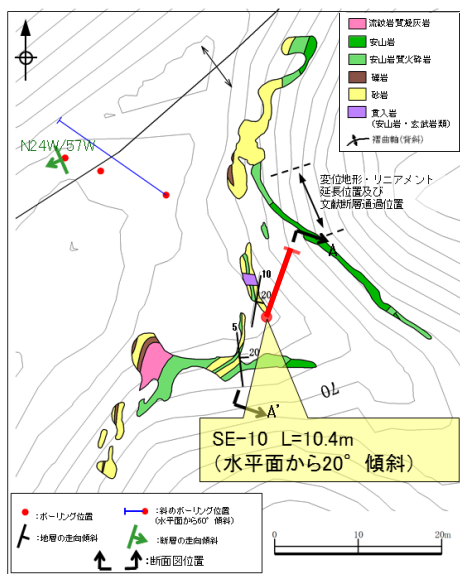 流紋岩質凝灰岩
安山岩
安山岩質火砕岩
礫岩
砂岩
貫入岩
(安山岩・玄武岩類)
褶曲軸(背斜)
N24W/57W
変位地形・リニアメント
延長位置及び
文献断層通過位置
A
10
20
5
20
70
A'
SE-10 L=10.4m
(水平面から20°傾斜)
:ボーリング位置
:斜めボーリング位置
(水平面から60°傾斜)
:地層の走向傾斜
:断層の走向傾斜
:断面図位置
0 10 20m